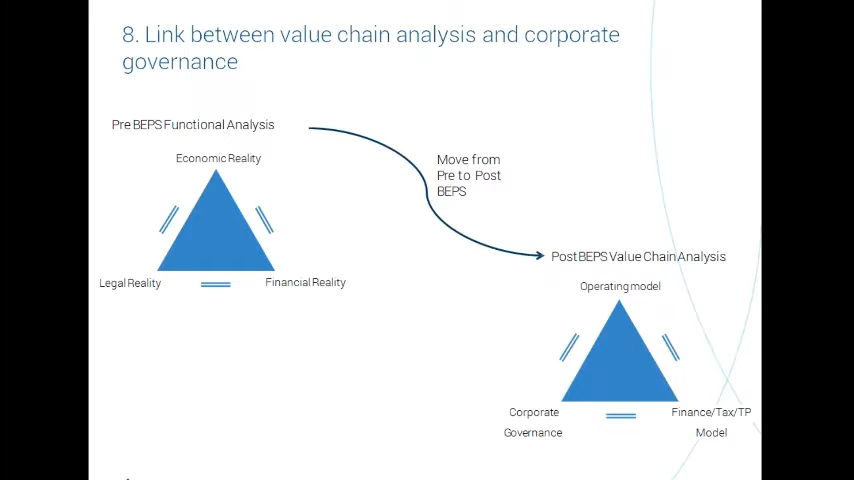 8. Link between value chain analysis and corporate
governance
Pre BEPS Functional Analysis
Economic Reality
Move from
Pre to Post
BEPS
Legal Reality
Financial Reality
Post BEPS Value Chain Analysis
Operating model
Corporate
Governance
Finance/Tax/TP
Model